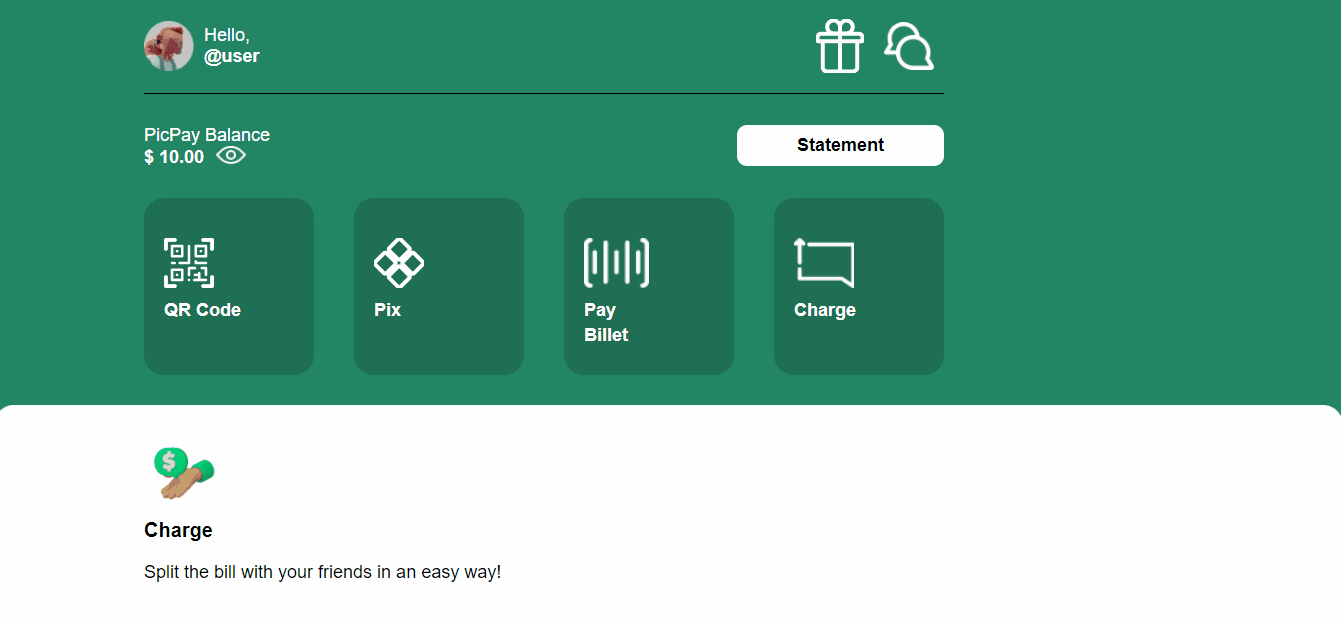 Hello,
@user
PicPay Balance
$ 10.00
Statement
QR Code
Pix
Pay
Billet
Charge
$
Charge
Split the bill with your friends in an easy way!